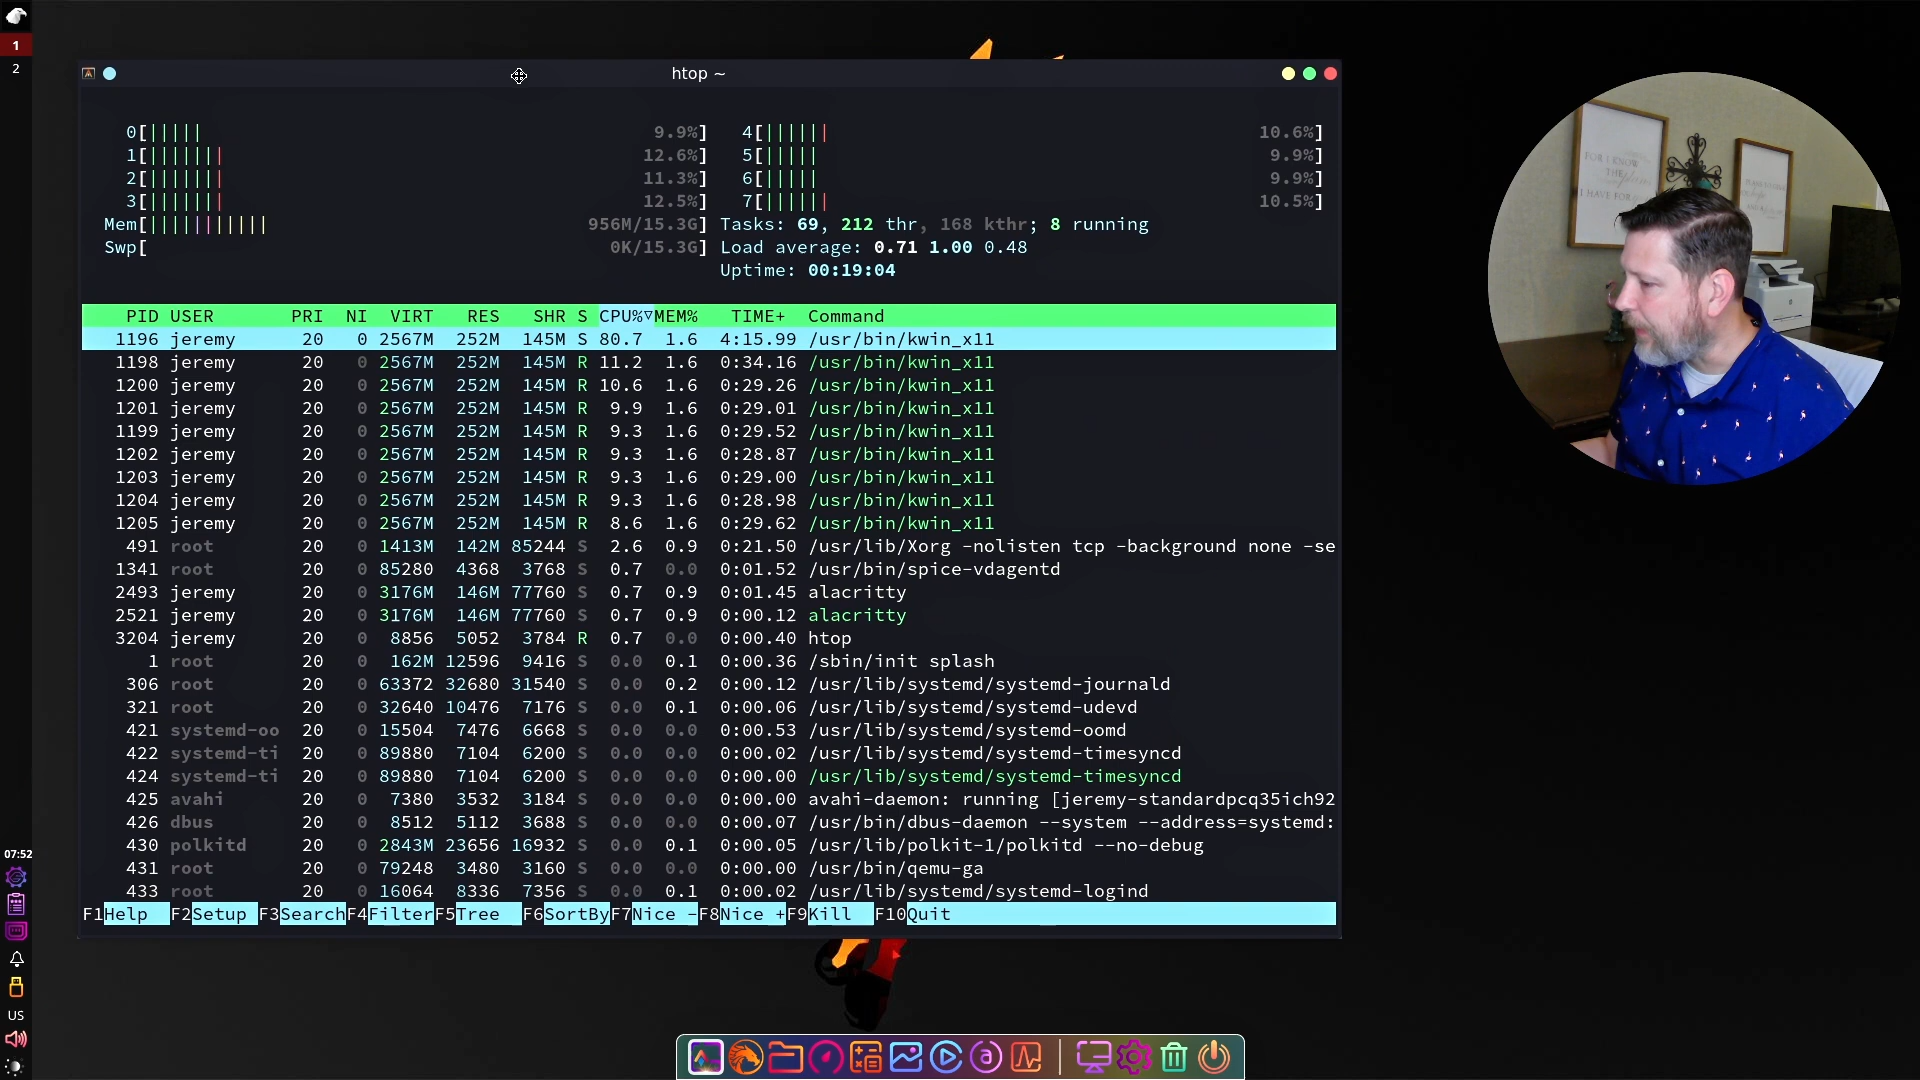 1
2
htop ~
0[||||| 9.9%] 4[|||||| 10.6%]
1[||||||| 12.6%] 5[||||| 9.9%]
2[||||||| 11.3%] 6[||||| 9.9%]
3[||||||| 12.5%] 7[|||||| 10.5%]
Mem[||||||||||| 956M/15.3G] Tasks: 69, 212 thr, 168 kthr; 8 running
Swp[ 0K/15.3G] Load average: 0.71 1.00 0.48
Uptime: 00:19:04
PID USER PRI NI VIRT RES SHR S CPU%▽MEM% TIME+ Command
1196 jeremy 20 0 2567M 252M 145M S 80.7 1.6 4:15.99 /usr/bin/kwin_x11
1198 jeremy 20 0 2567M 252M 145M R 11.2 1.6 0:34.16 /usr/bin/kwin_x11
1200 jeremy 20 0 2567M 252M 145M R 10.6 1.6 0:29.26 /usr/bin/kwin_x11
1201 jeremy 20 0 2567M 252M 145M R 9.9 1.6 0:29.01 /usr/bin/kwin_x11
1199 jeremy 20 0 2567M 252M 145M R 9.3 1.6 0:29.52 /usr/bin/kwin_x11
1202 jeremy 20 0 2567M 252M 145M R 9.3 1.6 0:28.87 /usr/bin/kwin_x11
1203 jeremy 20 0 2567M 252M 145M R 9.3 1.6 0:29.00 /usr/bin/kwin_x11
1204 jeremy 20 0 2567M 252M 145M R 9.3 1.6 0:28.98 /usr/bin/kwin_x11
1205 jeremy 20 0 2567M 252M 145M R 8.6 1.6 0:29.62 /usr/bin/kwin_x11
491 root 20 0 1413M 142M 85244 S 2.6 0.9 0:21.50 /usr/lib/Xorg -nolisten tcp -background none -se
1341 root 20 0 85280 4368 3768 S 0.7 0.0 0:01.52 /usr/bin/spice-vdagentd
2493 jeremy 20 0 3176M 146M 77760 S 0.7 0.9 0:01.45 alacritty
2521 jeremy 20 0 3176M 146M 77760 S 0.7 0.9 0:00.12 alacritty
3204 jeremy 20 0 8856 5052 3784 R 0.7 0.0 0:00.40 htop
1 root 20 0 162M 12596 9416 S 0.0 0.1 0:00.36 /sbin/init splash
306 root 20 0 63372 32680 31540 S 0.0 0.2 0:00.12 /usr/lib/systemd/systemd-journald
321 root 20 0 32640 10476 7176 S 0.0 0.1 0:00.06 /usr/lib/systemd/systemd-udevd
421 systemd-oo 20 0 15504 7476 6668 S 0.0 0.0 0:00.53 /usr/lib/systemd/systemd-oomd
422 systemd-ti 20 0 89880 7104 6200 S 0.0 0.0 0:00.02 /usr/lib/systemd/systemd-timesyncd
424 systemd-ti 20 0 89880 7104 6200 S 0.0 0.0 0:00.00 /usr/lib/systemd/systemd-timesyncd
425 avahi 20 0 7380 3532 3184 S 0.0 0.0 0:00.00 avahi-daemon: running [jeremy-standardpcq35ich92
426 dbus 20 0 8512 5112 3688 S 0.0 0.0 0:00.07 /usr/bin/dbus-daemon --system --address=systemd:
430 polkitd 20 0 2843M 23656 16932 S 0.0 0.1 0:00.05 /usr/lib/polkit-1/polkitd --no-debug
431 root 20 0 79248 3480 3160 S 0.0 0.0 0:00.00 /usr/bin/qemu-ga
433 root 20 0 16064 8336 7356 S 0.0 0.1 0:00.02 /usr/lib/systemd/systemd-logind
F1Help F2Setup F3SearchF4FilterF5Tree F6SortByF7Nice -F8Nice +F9Kill F10Quit
07:52
US
FOR I KNOW
THE
I HAVE FOR